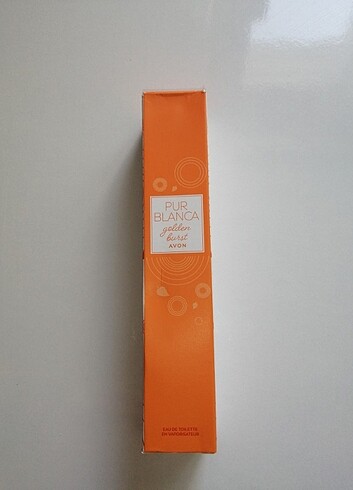 PUR
BLANCA
golden
burst
AVON
EAU DE TOILETTE
EN VAPORISATEUR